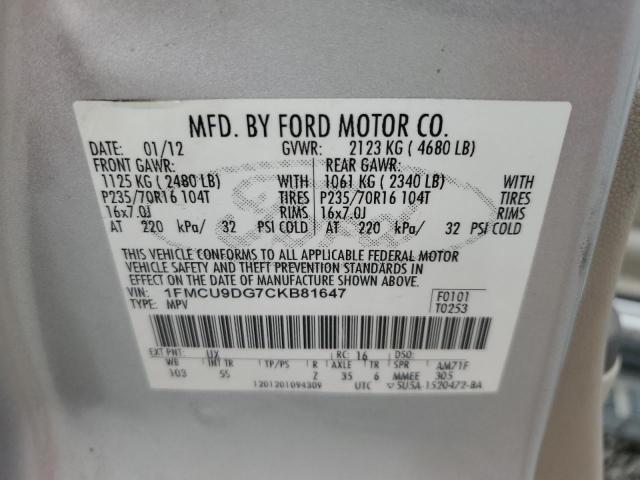 MFD. BY FORD MOTOR CO.
DATE: 01/12 GVWR: 2123 KG ( 4680 LB)
FRONT GAWR: REAR GAWR:
1125 KG ( 2480 LB) WITH 1061 KG ( 2340 LB) WITH
P235/70R16 104T TIRES P235/70R16 104T TIRES
16x7.0J RIMS 16x7.0J RIMS
AT 220 kPa/ 32 PSI COLD AT 220 kPa/ 32 PSI COLD
THIS VEHICLE CONFORMS TO ALL APPLICABLE FEDERAL MOTOR
VEHICLE SAFETY AND THEFT PREVENTION STANDARDS IN
EFFECT ON THE DATE OF MANUFACTURE SHOWN ABOVE.
VIN: 1FMCU9DG7CKB81647 F0101
TYPE: MPV T0253
EXT PNT: UX RC: 16 DSO:
WB INT TR TP/PS R AXLE TR SPR AM71F
103 5S 2 35 6 MMEE 305
1201201094309 UTC 5U5A-1520472-BA